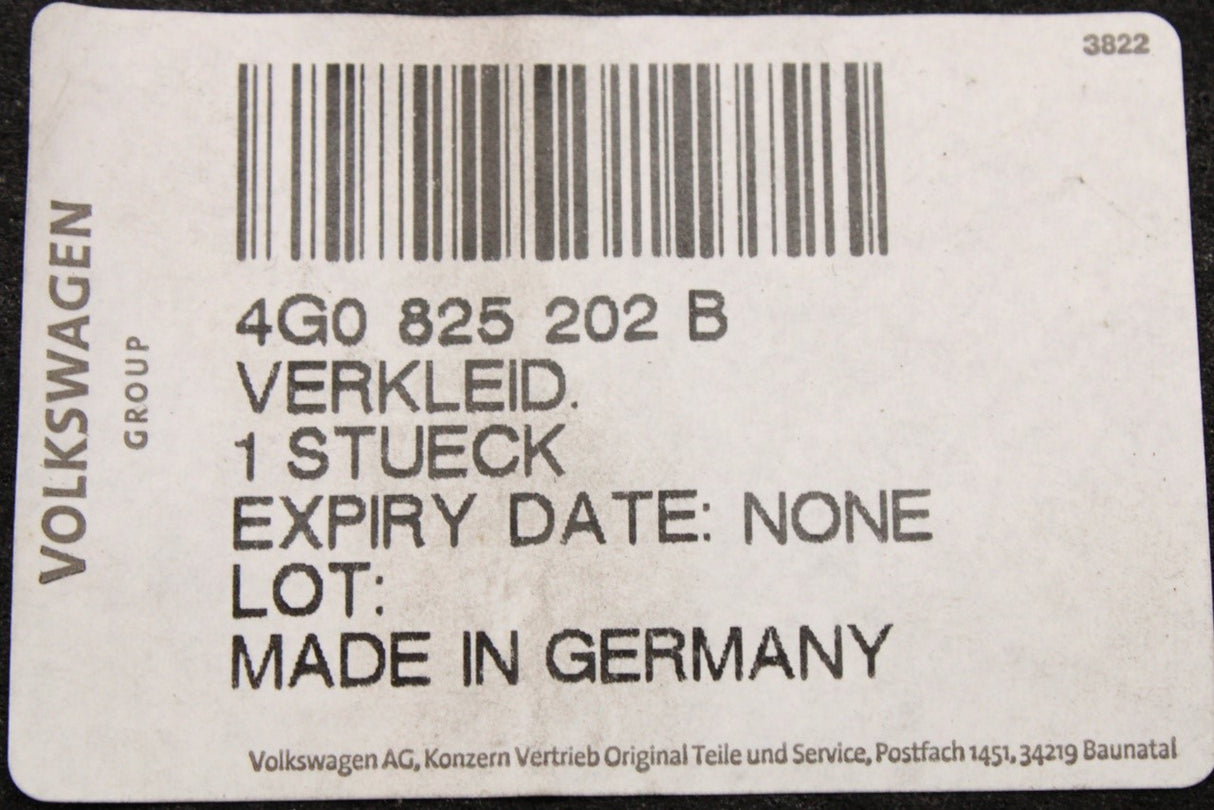 3822
VOLKSWAGEN
GROUP
4G0 825 202 B
VERKLEID.
1 STUECK
EXPIRY DATE: NONE
LOT:
MADE IN GERMANY
Volkswagen AG, Konzern Vertrieb Original Teile und Service, Postfach 1451, 34219 Baunatal